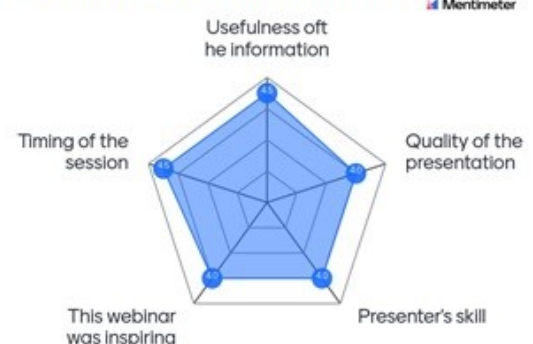 Mentimeter
Usefulness oft
he information
4.5
Timing of the
session
4.5
Quality of the
presentation
4.0
4.0
4.0
This webinar
was inspiring
Presenter's skill